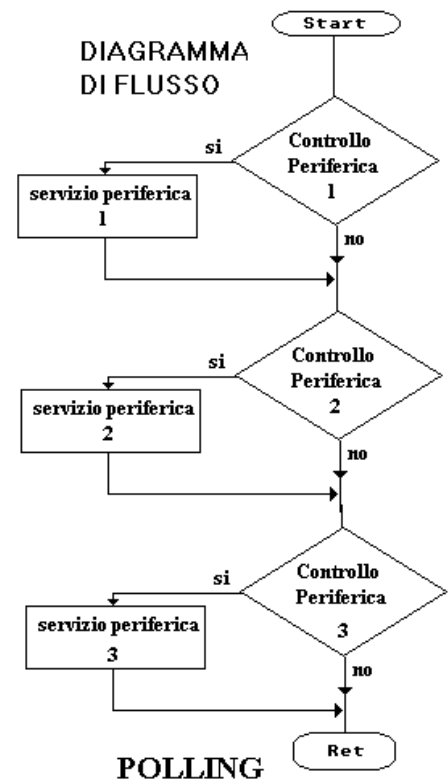 Start
DIAGRAMMA
DI FLUSSO
Controllo
Periferica
1
si
servizio periferica
1
no
Controllo
Periferica
2
si
servizio periferica
2
no
Controllo
Periferica
3
si
servizio periferica
3
no
Ret
POLLING